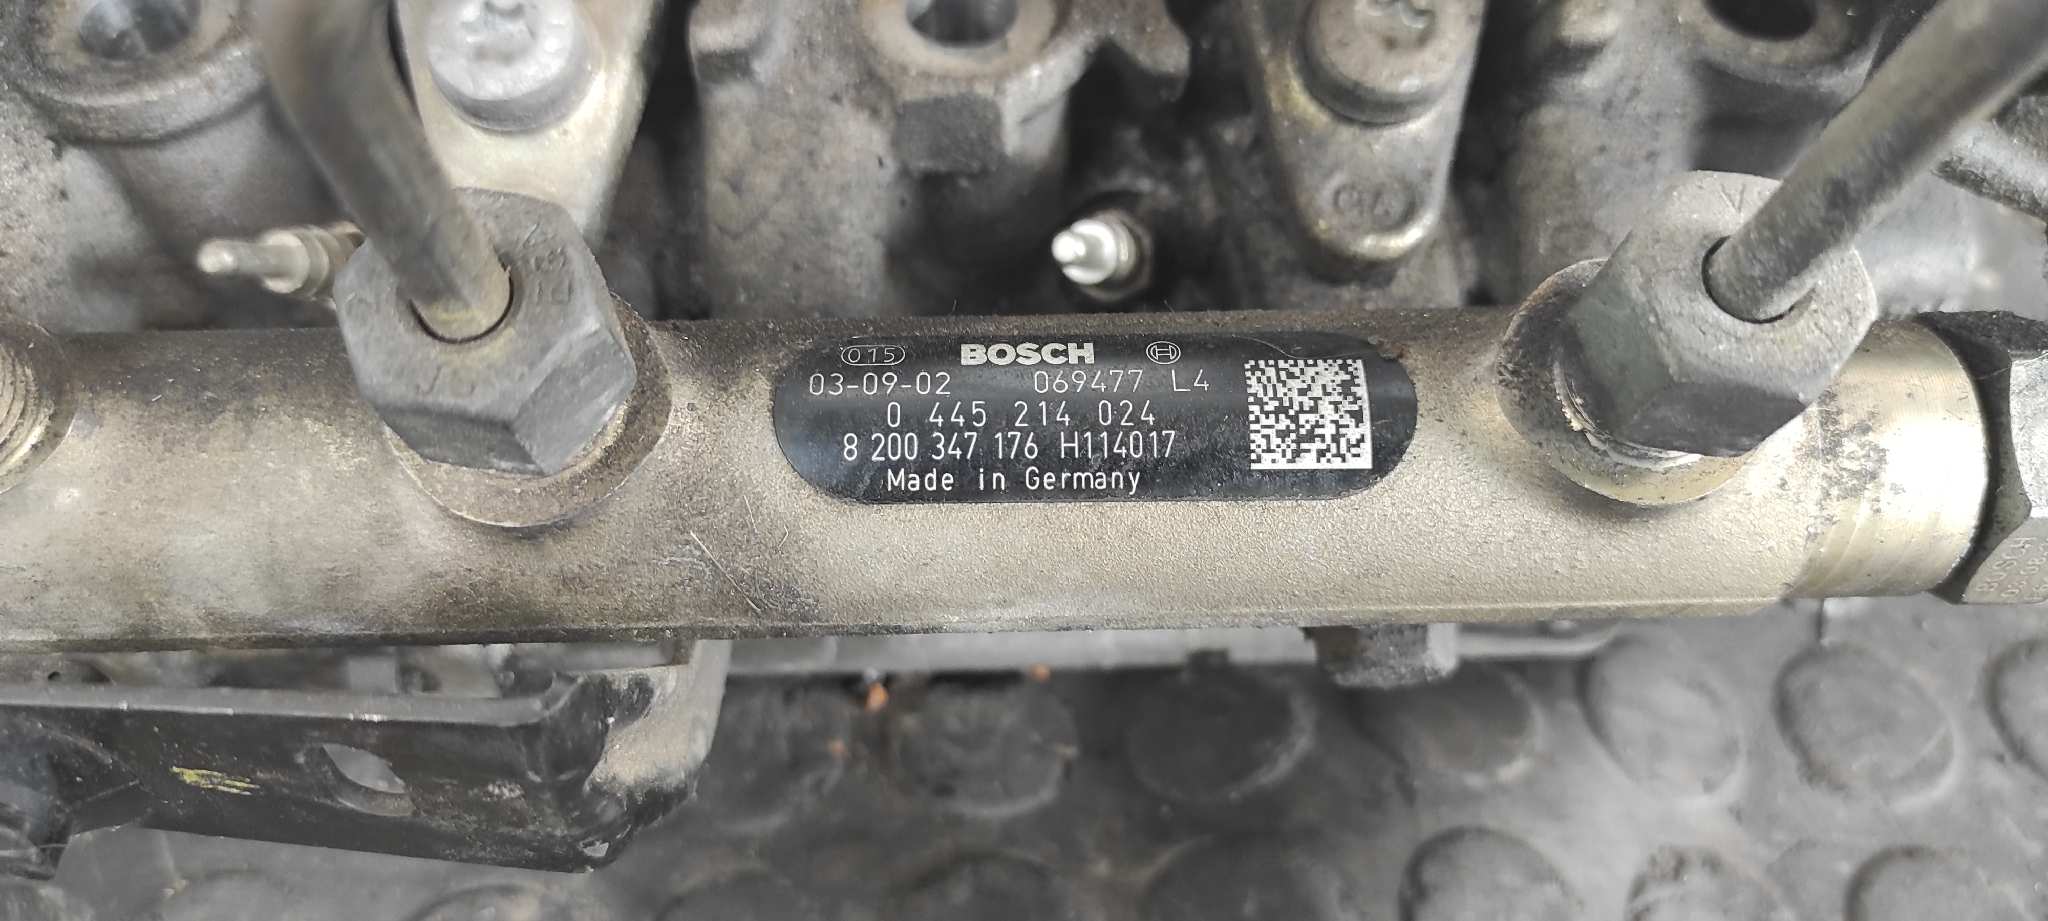 015 BOSCH
03-09-02 069477 L4
0 445 214 024
8 200 347 176 H114017
Made in Germany